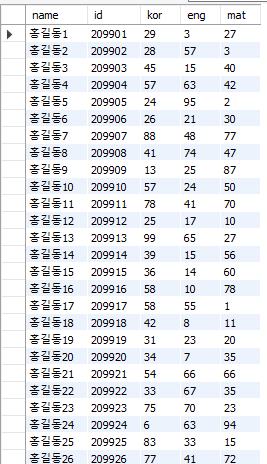 name id kor eng mat
홍길동1 209901 29 3 27
홍길동2 209902 28 57 3
홍길동3 209903 45 15 40
홍길동4 209904 57 63 42
홍길동5 209905 24 95 2
홍길동6 209906 26 21 30
홍길동7 209907 88 48 77
홍길동8 209908 41 74 47
홍길동9 209909 13 25 87
홍길동10 209910 57 24 50
홍길동11 209911 78 41 70
홍길동12 209912 25 17 10
홍길동13 209913 99 65 27
홍길동14 209914 39 15 56
홍길동15 209915 36 14 60
홍길동16 209916 58 10 78
홍길동17 209917 58 55 1
홍길동18 209918 42 8 11
홍길동19 209919 31 23 20
홍길동20 209920 34 7 35
홍길동21 209921 54 66 66
홍길동22 209922 33 67 35
홍길동23 209923 75 70 23
홍길동24 209924 6 63 94
홍길동25 209925 83 33 15
홍길동26 209926 77 41 72